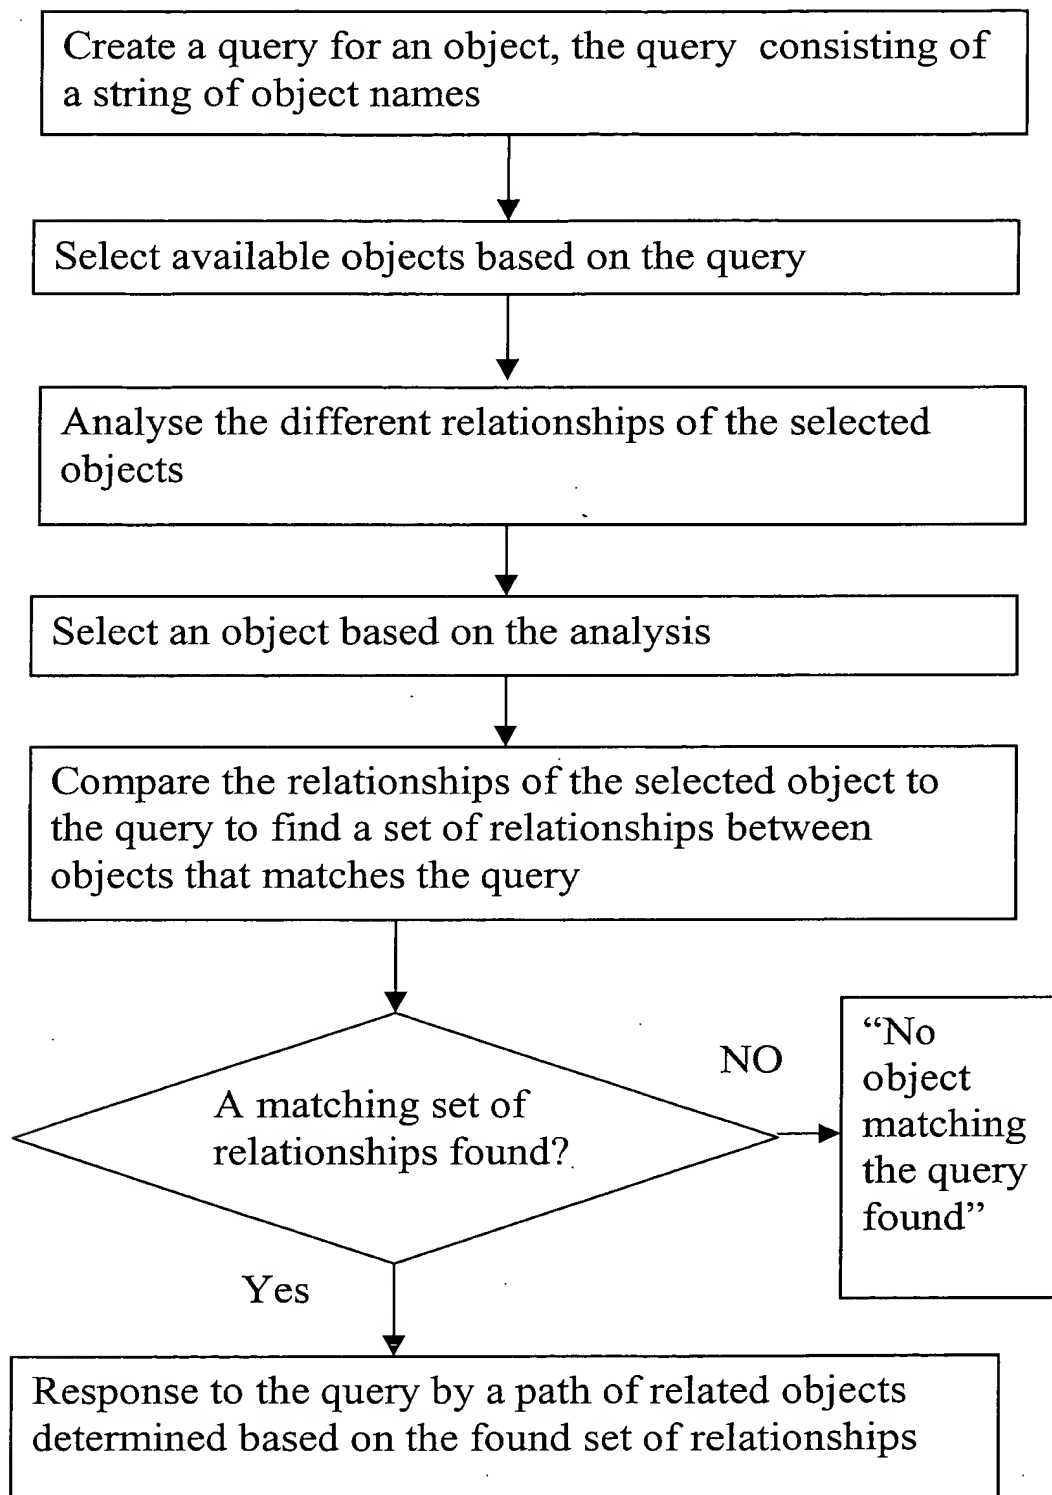 Create a query for an object, the query consisting of
a string of object names
Select available objects based on the query
Analyse the different relationships of the selected
objects
Select an object based on the analysis
Compare the relationships of the selected object to
the query to find a set of relationships between
objects that matches the query
A matching set of
relationships found?
NO
“No
object
matching
the query
found”
Yes
Response to the query by a path of related objects
determined based on the found set of relationships